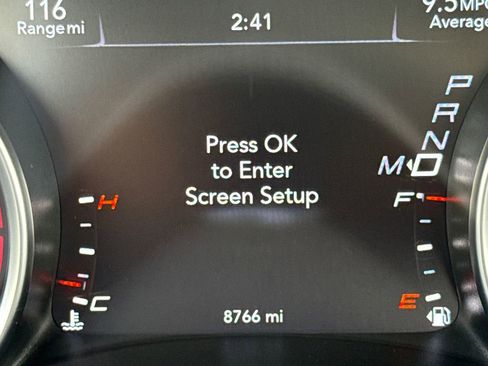 116
Range mi
2:41
9.5 MPG
Average
P
R
N
M D
Press OK
to Enter
Screen Setup
H
F
C
E
8766 mi